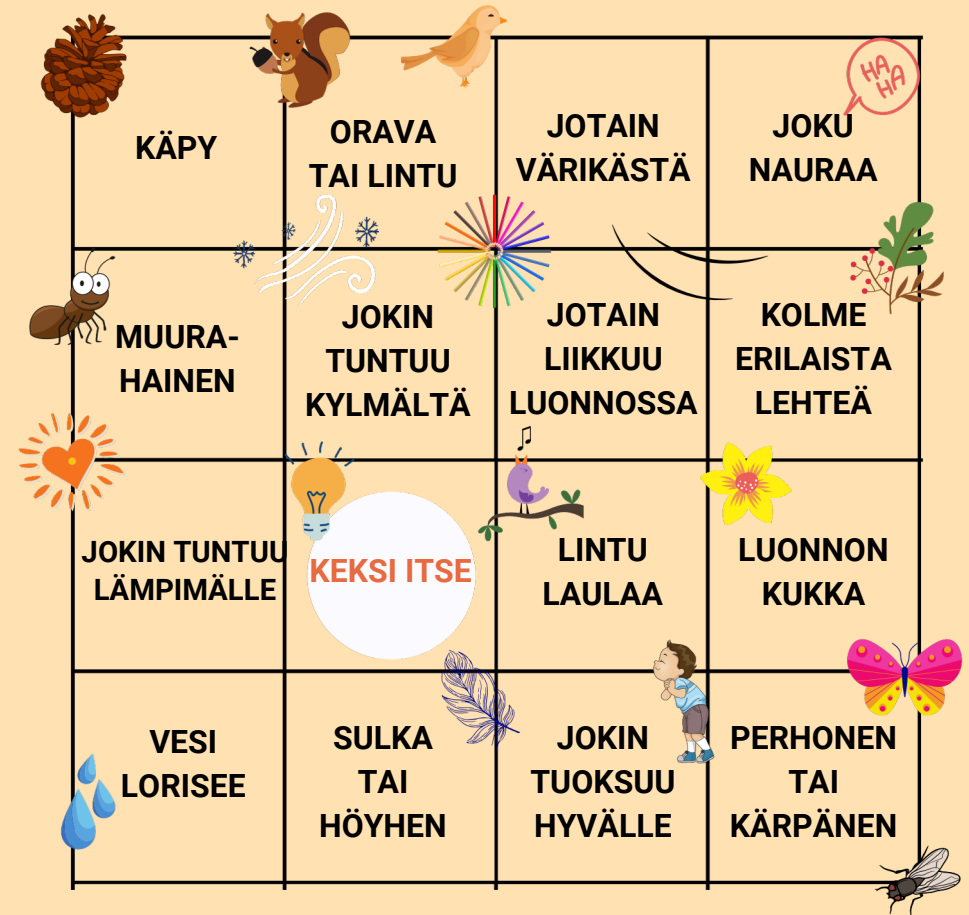 KÄPY
ORAVA
TAI LINTU
JOTAIN
VÄRIKÄSTÄ
HA
HA
JOKU
NAURAA
MUURA-
HAINEN
JOKIN
TUNTUU
KYLMÄLTÄ
JOTAIN
LIIKKUU
LUONNOSSA
KOLME
ERILAISTA
LEHTEÄ
JOKIN TUNTUU
LÄMPIMÄLLE
KEKSI ITSE
LINTU
LAULAA
LUONNON
KUKKA
VESI
LORISEE
SULKA
TAI
HÖYHEN
JOKIN
TUOKSUU
HYVÄLLE
PERHONEN
TAI
KÄRPÄNEN